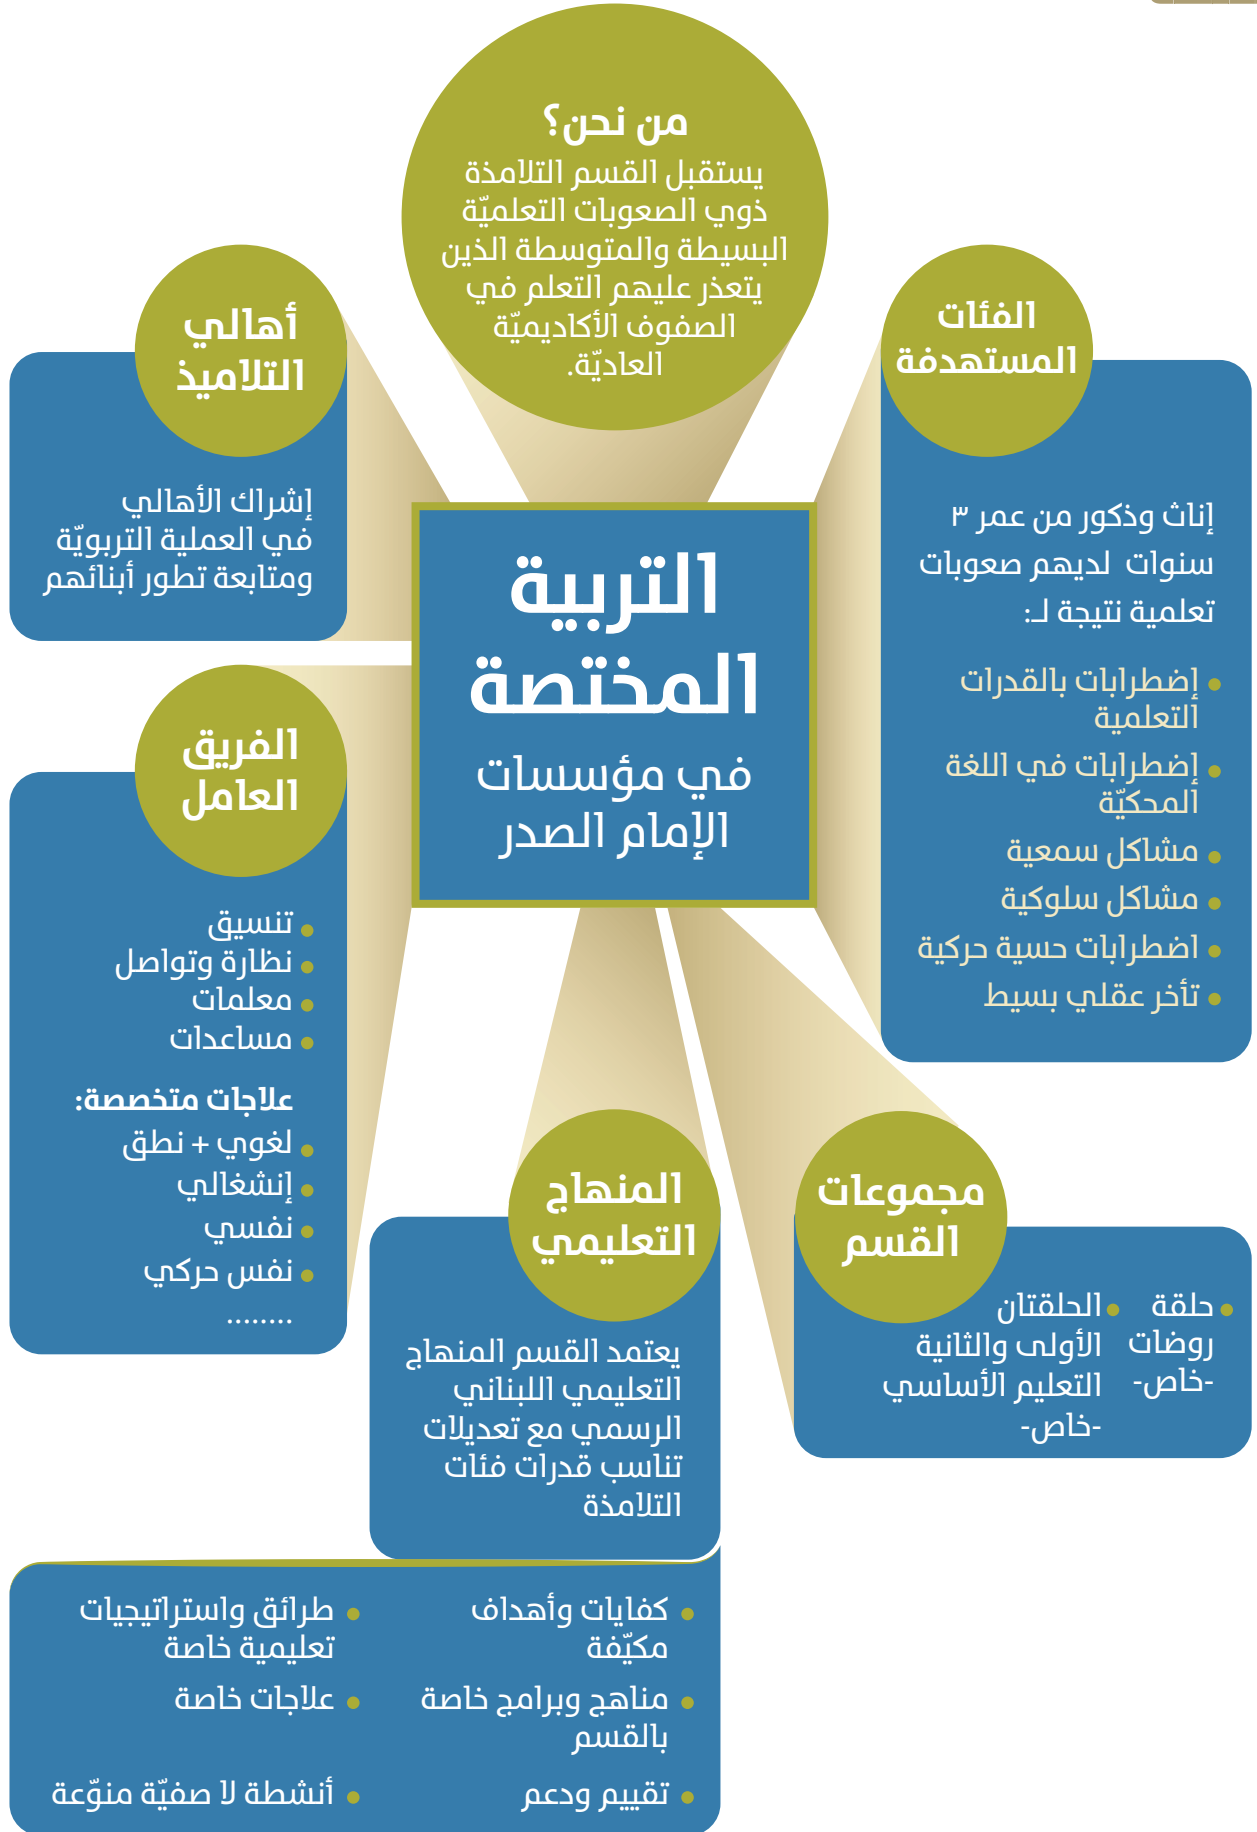 من نحن؟
يستقبل القسم التلامذة
ذوي الصعوبات التعلميّة
البسيطة والمتوسطة الذين
يتعذر عليهم التعلم في
الصفوف الأكاديميّة
العاديّة.
التربية
المختصة
في مؤسسات
الإمام الصدر
الفئات
المستهدفة
إناث وذكور من عمر ٣
سنوات لديهم صعوبات
تعلمية نتيجة لـ:
إضطرابات بالقدرات
التعلمية
إضطرابات في اللغة
المحكيّة
مشاكل سمعية
مشاكل سلوكية
اضطرابات حسية حركية
تأخر عقلي بسيط
أهالي
التلاميذ
إشراك الأهالي
في العملية التربويّة
ومتابعة تطور أبنائهم
الفريق
العامل
تنسيق
نظارة وتواصل
معلمات
مساعدات
علاجات متخصصة:
لغوي + نطق
إنشغالي
نفسي
نفس حركي
........
مجموعات
القسم
حلقة
روضات
-خاص-
الحلقتان
الأولى والثانية
التعليم الأساسي
-خاص-
المنهاج
التعليمي
يعتمد القسم المنهاج
التعليمي اللبناني
الرسمي مع تعديلات
تناسب قدرات فئات
التلامذة
كفايات وأهداف
مكيّفة
مناهج وبرامج خاصة
بالقسم
تقييم ودعم
طرائق واستراتيجيات
تعليمية خاصة
علاجات خاصة
أنشطة لا صفيّة منوّعة